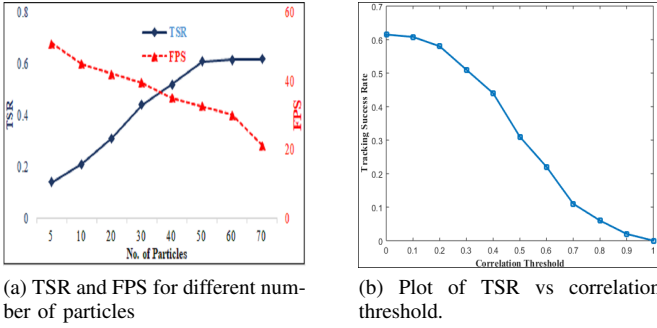 0.8
0.6
0.4
0.2
0
TSR
TSR
FPS
60
40
20
0
FPS
5 10 20 30 40 50 60 70
No. of Particles
(a) TSR and FPS for different num-
ber of particles
0.7
0.6
0.5
0.4
0.3
0.2
0.1
0
Tracking Success Rate
0 0.1 0.2 0.3 0.4 0.5 0.6 0.7 0.8 0.9 1
Correlation Threshold
(b) Plot of TSR vs correlation
threshold.